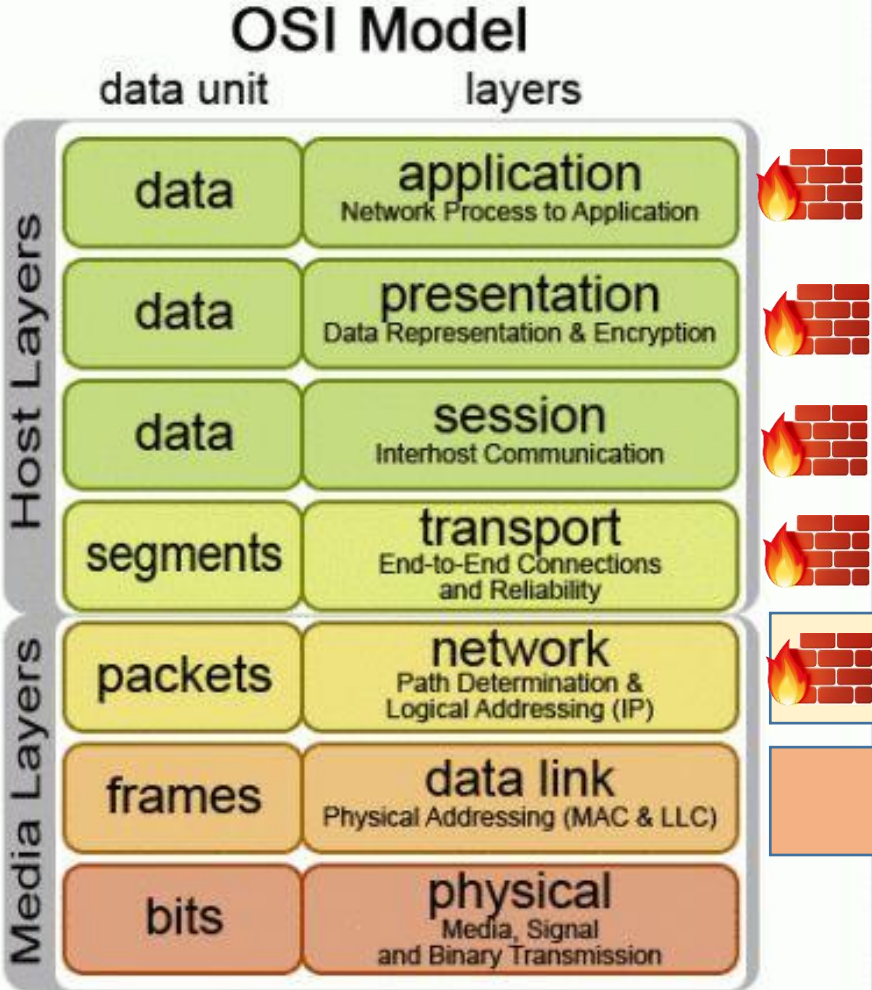 OSI Model
data unit
layers
Host Layers
data
application
Network Process to Application
data
presentation
Data Representation & Encryption
data
session
Interhost Communication
segments
transport
End-to-End Connections
and Reliability
Media Layers
packets
network
Path Determination &
Logical Addressing (IP)
frames
data link
Physical Addressing (MAC & LLC)
bits
physical
Media, Signal
and Binary Transmission